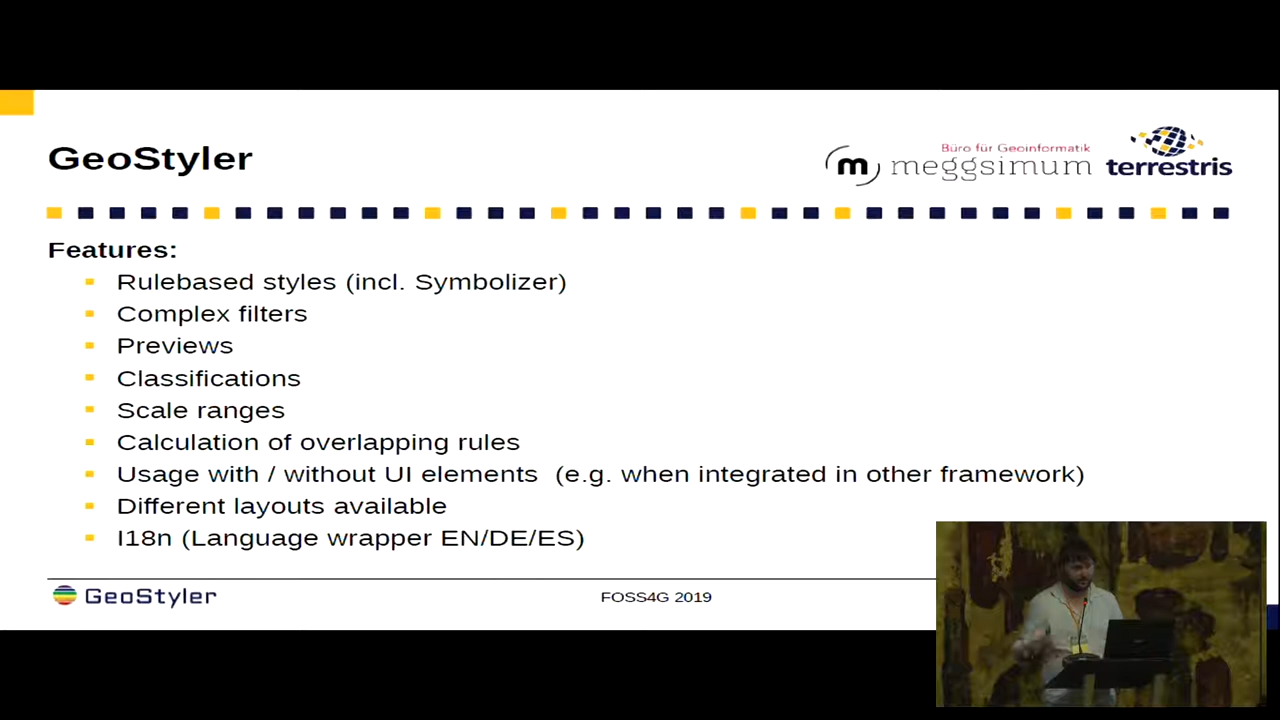 GeoStyler
Büro für Geoinformatik
m meggsimum
terrestris
Features:
Rulebased styles (incl. Symbolizer)
Complex filters
Previews
Classifications
Scale ranges
Calculation of overlapping rules
Usage with / without UI elements  (e.g. when integrated in other framework)
Different layouts available
I18n (Language wrapper EN/DE/ES)
GeoStyler
FOSS4G 2019